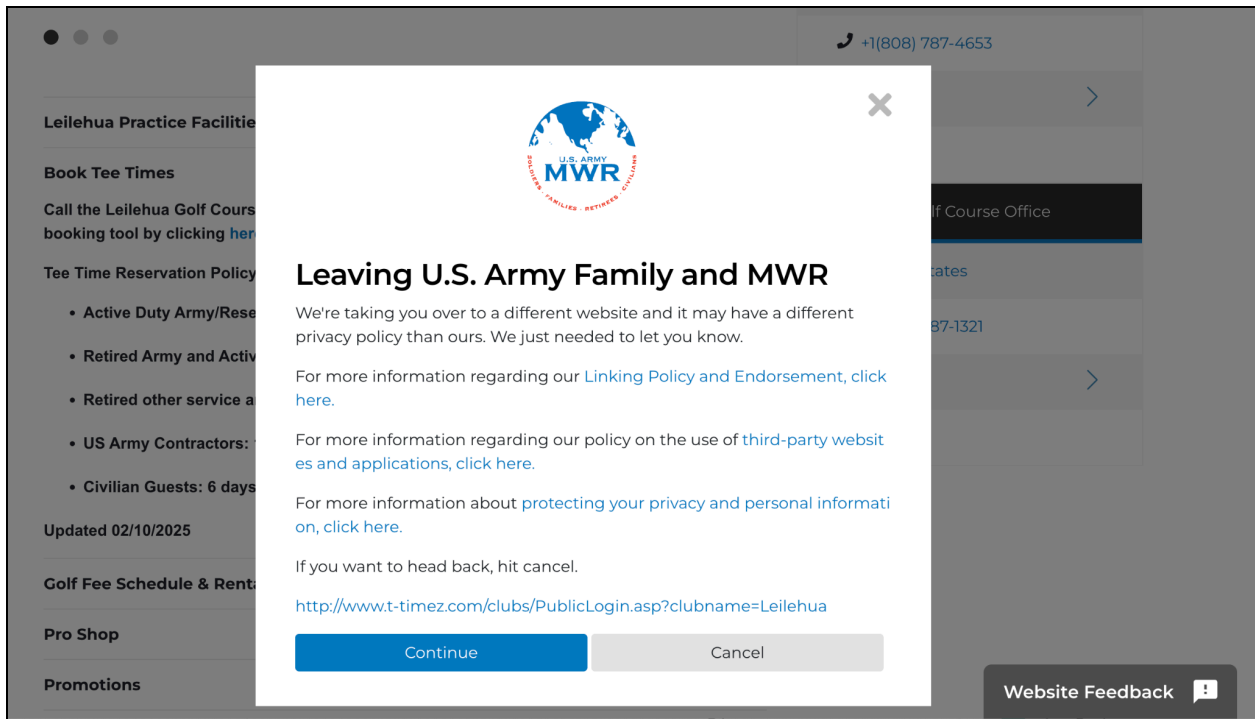 +1(808) 787-4653
Leilehua Practice Facilitie
Book Tee Times
Call the Leilehua Golf Cours
booking tool by clicking her
Tee Time Reservation Policy
• Active Duty Army/Rese
• Retired Army and Activ
• Retired other service a
• US Army Contractors:
• Civilian Guests: 6 days
Updated 02/10/2025
Golf Fee Schedule & Renta
Pro Shop
Promotions
U.S. ARMY
MWR
SOLDIERS · FAMILIES · RETIREES · CIVILIANS
Leaving U.S. Army Family and MWR
We're taking you over to a different website and it may have a different
privacy policy than ours. We just needed to let you know.
For more information regarding our Linking Policy and Endorsement, click
here.
For more information regarding our policy on the use of third-party websit
es and applications, click here.
For more information about protecting your privacy and personal informati
on, click here.
If you want to head back, hit cancel.
http://www.t-timez.com/clubs/PublicLogin.asp?clubname=Leilehua
Continue
Cancel
lf Course Office
tates
87-1321
Website Feedback